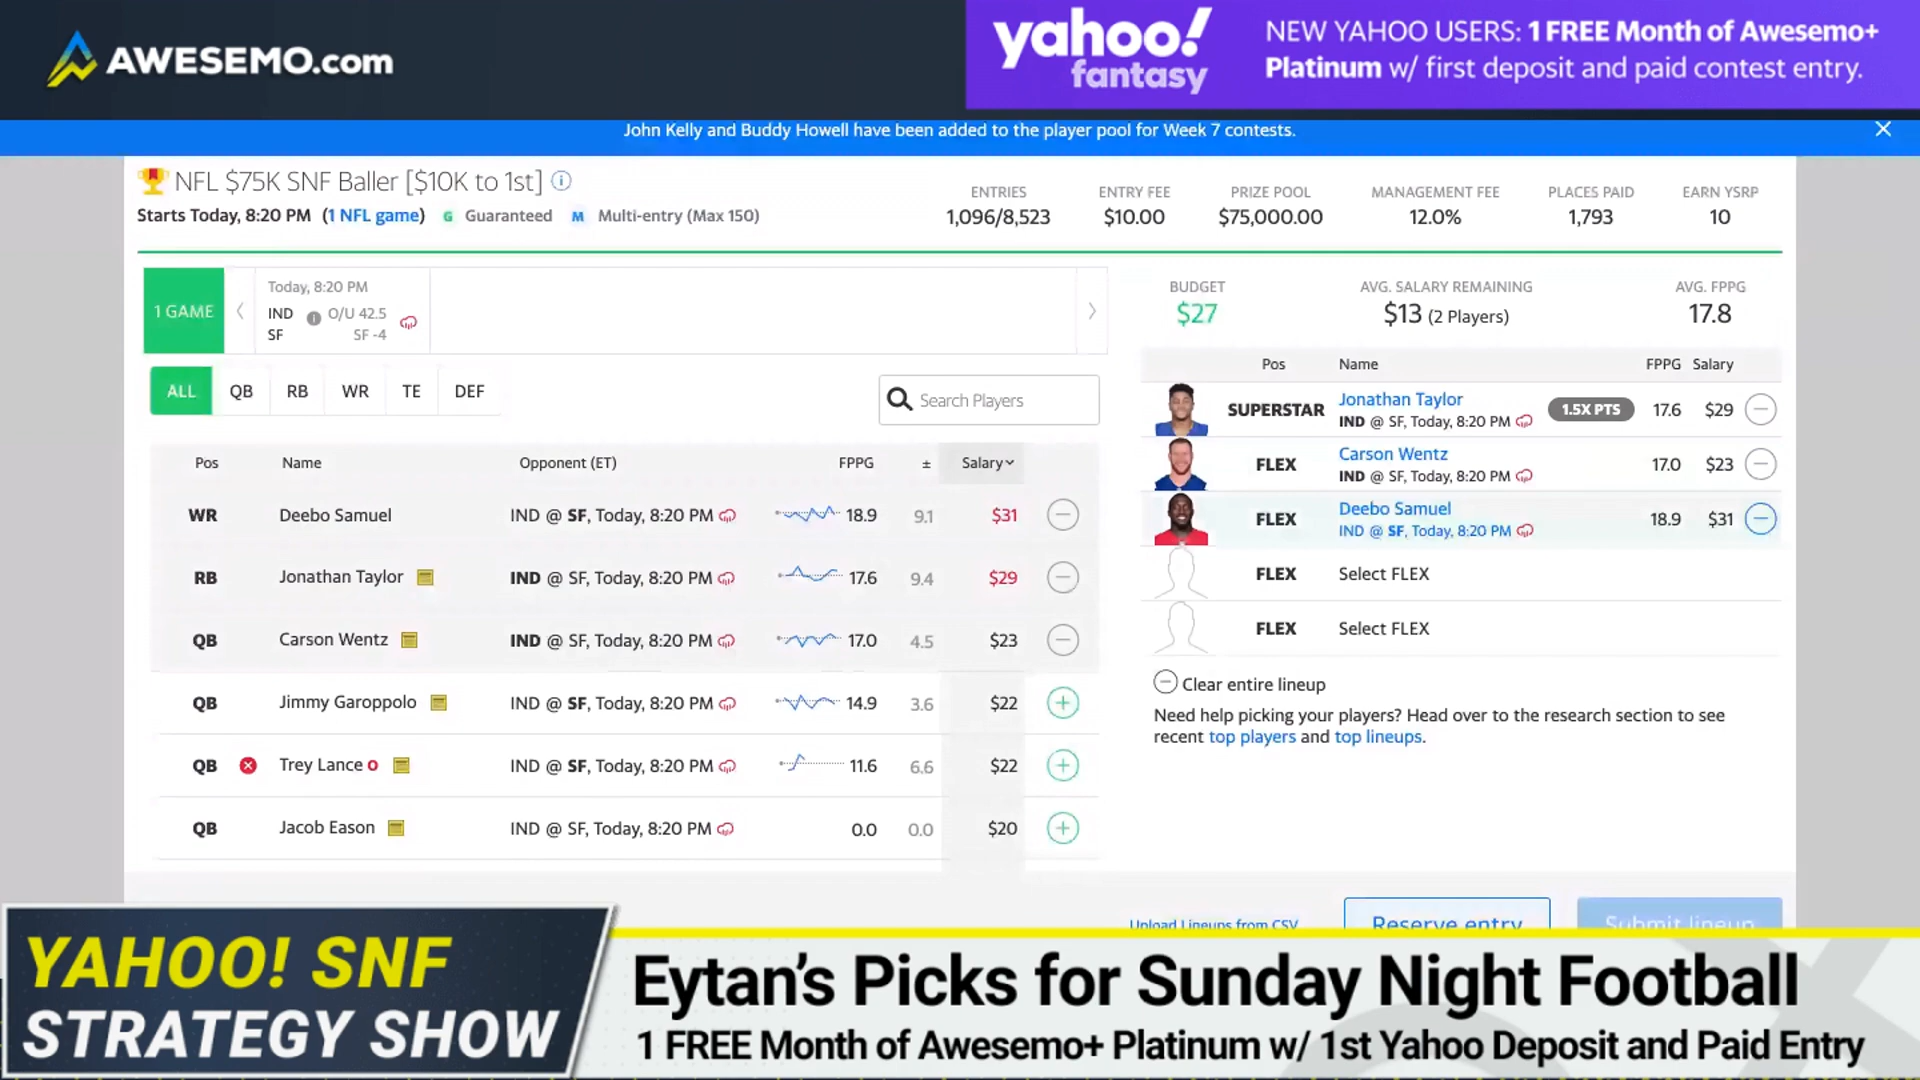 AWESEMO.com
yahoo!
fantasy
NEW YAHOO USERS: 1 FREE Month of Awesemo+
Platinum w/ first deposit and paid contest entry.
John Kelly and Buddy Howell have been added to the player pool for Week 7 contests.
NFL $75K SNF Baller [$10K to 1st]
Starts Today, 8:20 PM (1 NFL game) G Guaranteed M Multi-entry (Max 150)
ENTRIES ENTRY FEE PRIZE POOL MANAGEMENT FEE PLACES PAID EARN YSRP
1,096/8,523 $10.00 $75,000.00 12.0% 1,793 10
1 GAME
Today, 8:20 PM
IND O/U 42.5
SF SF -4
ALL QB RB WR TE DEF
Search Players
Pos Name Opponent (ET) FPPG ± Salary
WR Deebo Samuel IND @ SF, Today, 8:20 PM 18.9 9.1 $31
RB Jonathan Taylor IND @ SF, Today, 8:20 PM 17.6 9.4 $29
QB Carson Wentz IND @ SF, Today, 8:20 PM 17.0 4.5 $23
QB Jimmy Garoppolo IND @ SF, Today, 8:20 PM 14.9 3.6 $22
QB Trey Lance O IND @ SF, Today, 8:20 PM 11.6 6.6 $22
QB Jacob Eason IND @ SF, Today, 8:20 PM 0.0 0.0 $20
BUDGET AVG. SALARY REMAINING AVG. FPPG
$27 $13 (2 Players) 17.8
Pos Name FPPG Salary
SUPERSTAR Jonathan Taylor 1.5X PTS 17.6 $29
IND @ SF, Today, 8:20 PM
FLEX Carson Wentz 17.0 $23
IND @ SF, Today, 8:20 PM
FLEX Deebo Samuel 18.9 $31
IND @ SF, Today, 8:20 PM
FLEX Select FLEX
FLEX Select FLEX
Clear entire lineup
Need help picking your players? Head over to the research section to see
recent top players and top lineups.
Upload Lineups from CSV Reserve entry Submit lineup
YAHOO! SNF
STRATEGY SHOW
Eytan's Picks for Sunday Night Football
1 FREE Month of Awesemo+ Platinum w/ 1st Yahoo Deposit and Paid Entry